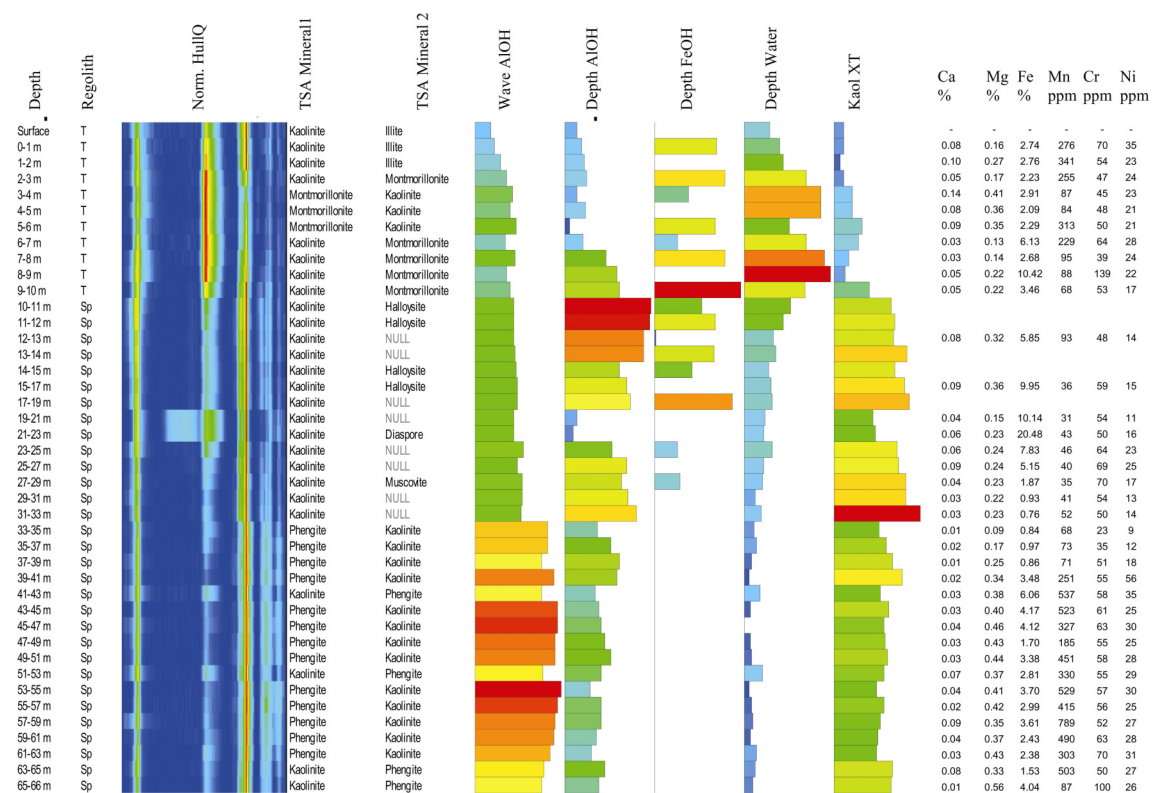 Depth Regolith Norm. HullQ TSA Mineral1 TSA Mineral 2 Wave AlOH Depth AlOH Depth FeOH Depth Water Kaol XT
Ca Mg Fe Mn Cr Ni
% % % ppm ppm ppm
Surface T Kaolinite Illite - - - - - -
0-1 m T Kaolinite Illite 0.08 0.16 2.74 276 70 35
1-2 m T Kaolinite Illite 0.10 0.27 2.76 341 54 23
2-3 m T Kaolinite Montmorillonite 0.05 0.17 2.23 255 47 24
3-4 m T Montmorillonite Kaolinite 0.14 0.41 2.91 87 45 23
4-5 m T Montmorillonite Kaolinite 0.08 0.36 2.09 84 48 21
5-6 m T Montmorillonite Kaolinite 0.09 0.35 2.29 313 50 21
6-7 m T Kaolinite Montmorillonite 0.03 0.13 6.13 229 64 28
7-8 m T Kaolinite Montmorillonite 0.03 0.14 2.68 95 39 24
8-9 m T Kaolinite Montmorillonite 0.05 0.22 10.42 88 139 22
9-10 m T Kaolinite Montmorillonite 0.05 0.22 3.46 68 53 17
10-11 m Sp Kaolinite Halloysite
11-12 m Sp Kaolinite Halloysite
12-13 m Sp Kaolinite NULL 0.08 0.32 5.85 93 48 14
13-14 m Sp Kaolinite NULL
14-15 m Sp Kaolinite Halloysite
15-17 m Sp Kaolinite Halloysite 0.09 0.36 9.95 36 59 15
17-19 m Sp Kaolinite NULL
19-21 m Sp Kaolinite NULL 0.04 0.15 10.14 31 54 11
21-23 m Sp Kaolinite Diaspore 0.06 0.23 20.48 43 50 16
23-25 m Sp Kaolinite NULL 0.06 0.24 7.83 46 64 23
25-27 m Sp Kaolinite NULL 0.09 0.24 5.15 40 69 25
27-29 m Sp Kaolinite Muscovite 0.04 0.23 1.87 35 70 17
29-31 m Sp Kaolinite NULL 0.03 0.22 0.93 41 54 13
31-33 m Sp Kaolinite NULL 0.03 0.23 0.76 52 50 14
33-35 m Sp Phengite Kaolinite 0.01 0.09 0.84 68 23 9
35-37 m Sp Phengite Kaolinite 0.02 0.17 0.97 73 35 12
37-39 m Sp Phengite Kaolinite 0.01 0.25 0.86 71 51 18
39-41 m Sp Phengite Kaolinite 0.02 0.34 3.48 251 55 56
41-43 m Sp Kaolinite Phengite 0.03 0.38 6.06 537 58 35
43-45 m Sp Phengite Kaolinite 0.03 0.40 4.17 523 61 25
45-47 m Sp Phengite Kaolinite 0.04 0.46 4.12 327 63 30
47-49 m Sp Phengite Kaolinite 0.03 0.43 1.70 185 55 25
49-51 m Sp Phengite Kaolinite 0.03 0.44 3.38 451 58 28
51-53 m Sp Kaolinite Phengite 0.07 0.37 2.81 330 55 29
53-55 m Sp Phengite Kaolinite 0.04 0.41 3.70 529 57 30
55-57 m Sp Phengite Kaolinite 0.02 0.42 2.99 415 56 25
57-59 m Sp Phengite Kaolinite 0.09 0.35 3.61 789 52 27
59-61 m Sp Phengite Kaolinite 0.04 0.37 2.43 490 63 28
61-63 m Sp Phengite Kaolinite 0.03 0.43 2.38 303 70 31
63-65 m Sp Kaolinite Phengite 0.08 0.33 1.53 503 50 27
65-66 m Sp Kaolinite Phengite 0.01 0.56 4.04 87 100 26